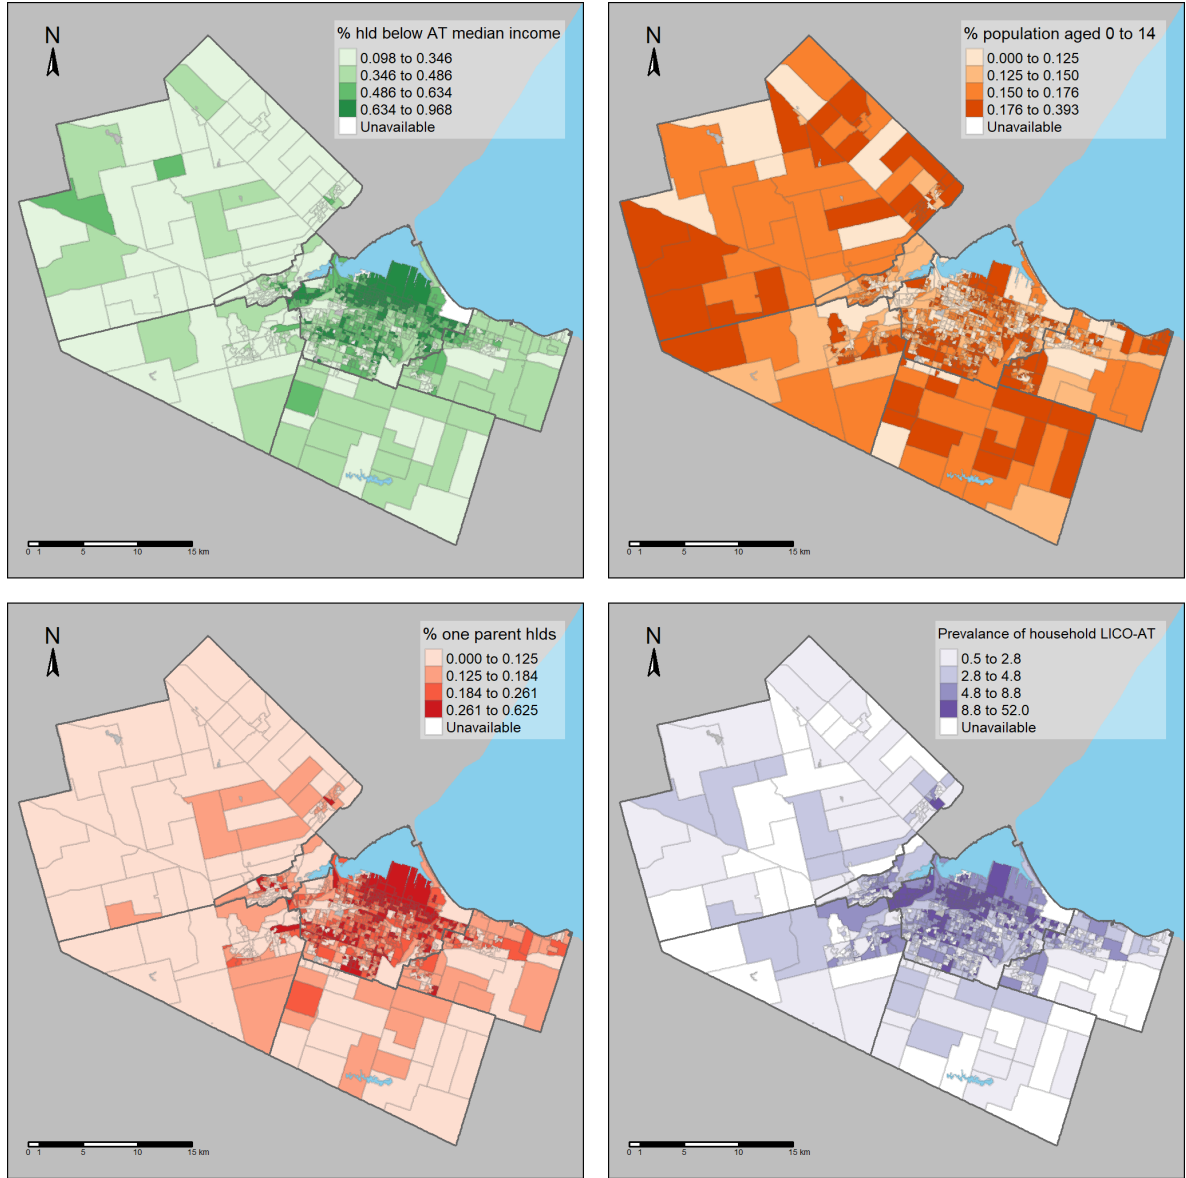 N
% hld below AT median income
0.098 to 0.346
0.346 to 0.486
0.486 to 0.634
0.634 to 0.968
Unavailable
0 1 5 10 15 km
N
% population aged 0 to 14
0.000 to 0.125
0.125 to 0.150
0.150 to 0.176
0.176 to 0.393
Unavailable
0 1 5 10 15 km
N
% one parent hlds
0.000 to 0.125
0.125 to 0.184
0.184 to 0.261
0.261 to 0.625
Unavailable
0 1 5 10 15 km
N
Prevalance of household LICO-AT
0.5 to 2.8
2.8 to 4.8
4.8 to 8.8
8.8 to 52.0
Unavailable
0 1 5 10 15 km